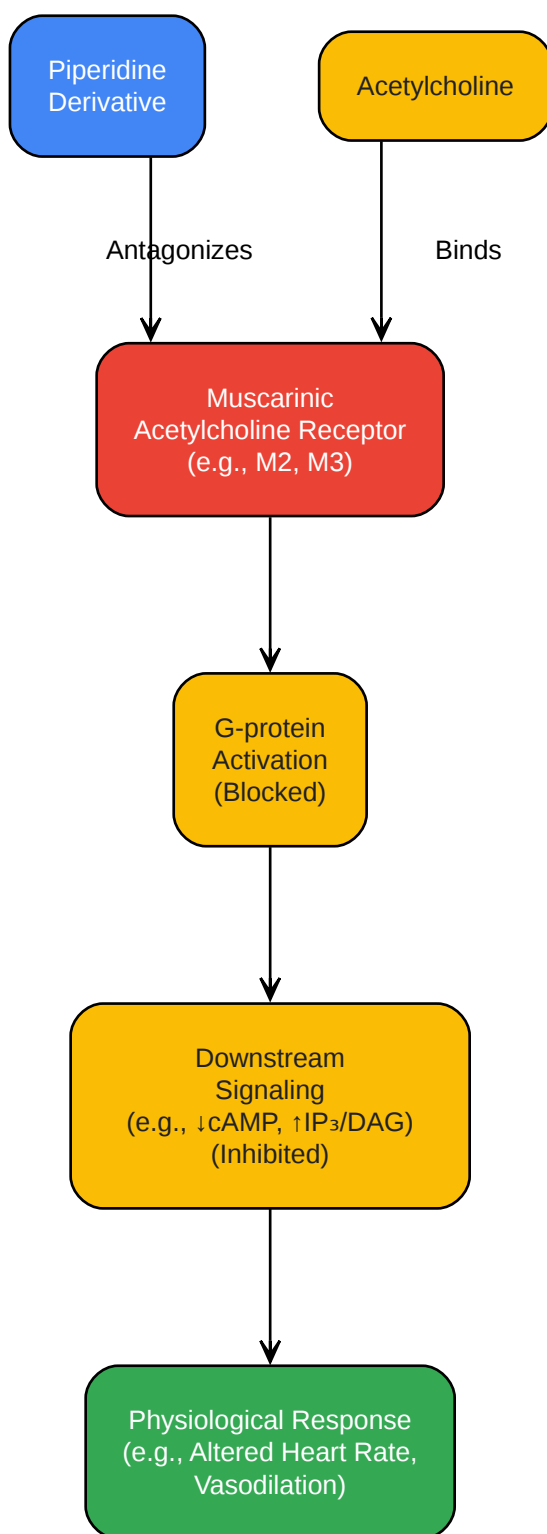 Piperidine
Derivative
Acetylcholine
Antagonizes
Binds
Muscarinic
Acetylcholine Receptor
(e.g., M2, M3)
G-protein
Activation
(Blocked)
Downstream
Signaling
(e.g., ↓cAMP, ↑IP₃/DAG)
(Inhibited)
Physiological Response
(e.g., Altered Heart Rate,
Vasodilation)